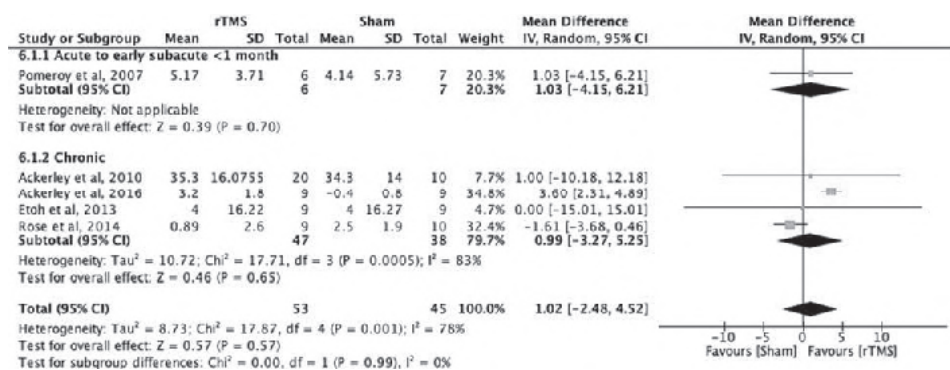 rTMS Sham Mean Difference Mean Difference
Study or Subgroup Mean SD Total Mean SD Total Weight IV, Random, 95% CI IV, Random, 95% CI
6.1.1 Acute to early subacute <1 month
Pomeroy et al, 2007 5.17 3.71 6 4.14 5.73 7 20.3% 1.03 [-4.15, 6.21]
Subtotal (95% CI) 6 7 20.3% 1.03 [-4.15, 6.21]
Heterogeneity: Not applicable
Test for overall effect: Z = 0.39 (P = 0.70)
6.1.2 Chronic
Ackerley et al, 2010 35.3 16.0755 20 34.3 14 10 7.7% 1.00 [-10.18, 12.18]
Ackerley et al, 2016 3.2 1.8 9 -0.4 0.8 9 34.8% 3.60 [2.31, 4.89]
Etoh et al, 2013 4 16.22 9 4 16.27 9 4.7% 0.00 [-15.01, 15.01]
Rose et al, 2014 0.89 2.6 9 2.5 1.9 10 32.4% -1.61 [-3.68, 0.46]
Subtotal (95% CI) 47 38 79.7% 0.99 [-3.27, 5.25]
Heterogeneity: Tau² = 10.72; Chi² = 17.71, df = 3 (P = 0.0005); I² = 83%
Test for overall effect: Z = 0.46 (P = 0.65)
Total (95% CI) 53 45 100.0% 1.02 [-2.48, 4.52]
Heterogeneity: Tau² = 8.73; Chi² = 17.87, df = 4 (P = 0.001); I² = 78%
Test for overall effect: Z = 0.57 (P = 0.57)
Test for subgroup differences: Chi² = 0.00, df = 1 (P = 0.99), I² = 0%
-10 -5 0 5 10
Favours [Sham] Favours [rTMS]